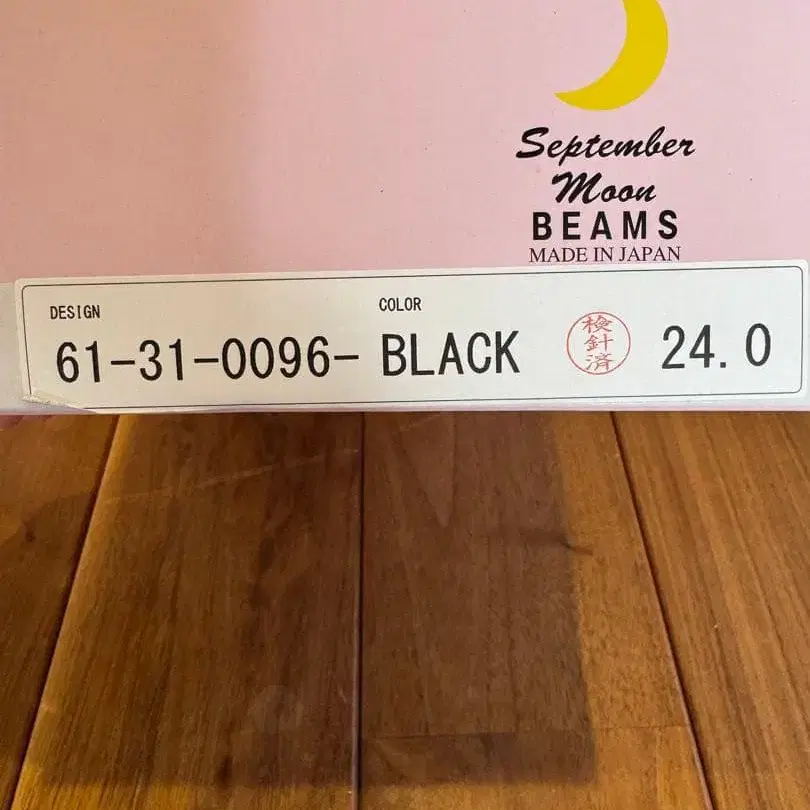 September
Moon
BEAMS
MADE IN JAPAN
DESIGN
COLOR
61-31-0096-
BLACK
検
針
済
24.0